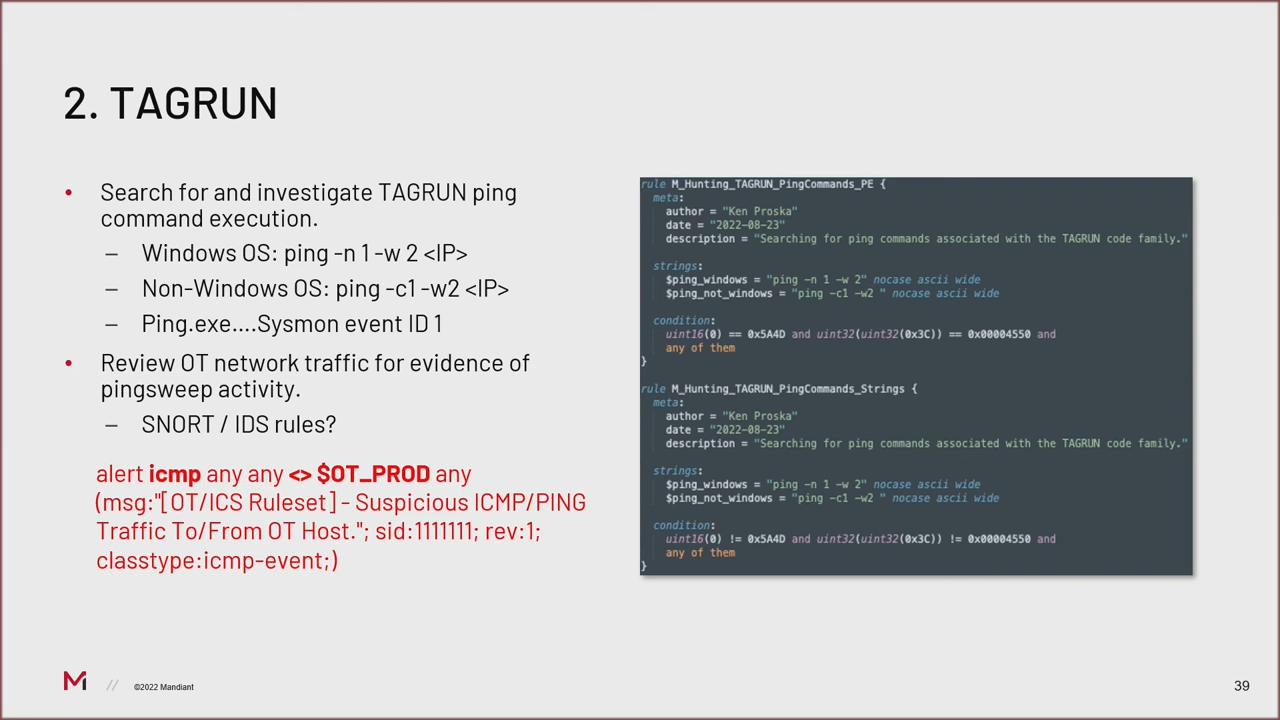 2. TAGRUN
• Search for and investigate TAGRUN ping
command execution.
– Windows OS: ping -n 1 -w 2 <IP>
– Non-Windows OS: ping -c1 -w2 <IP>
– Ping.exe....Sysmon event ID 1
• Review OT network traffic for evidence of
pingsweep activity.
– SNORT / IDS rules?
alert icmp any any <> $OT_PROD any
(msg:"[OT/ICS Ruleset] - Suspicious ICMP/PING
Traffic To/From OT Host."; sid:1111111; rev:1;
classtype:icmp-event;)
rule M_Hunting_TAGRUN_PingCommands_PE {
meta:
author = "Ken Proska"
date = "2022-08-23"
description = "Searching for ping commands associated with the TAGRUN code family."
strings:
$ping_windows = "ping -n 1 -w 2" nocase ascii wide
$ping_not_windows = "ping -c1 -w2 " nocase ascii wide
condition:
uint16(0) == 0x5A4D and uint32(uint32(0x3C)) == 0x00004550 and
any of them
}
rule M_Hunting_TAGRUN_PingCommands_Strings {
meta:
author = "Ken Proska"
date = "2022-08-23"
description = "Searching for ping commands associated with the TAGRUN code family."
strings:
$ping_windows = "ping -n 1 -w 2" nocase ascii wide
$ping_not_windows = "ping -c1 -w2 " nocase ascii wide
condition:
uint16(0) != 0x5A4D and uint32(uint32(0x3C)) != 0x00004550 and
any of them
}
M // ©2022 Mandiant
39